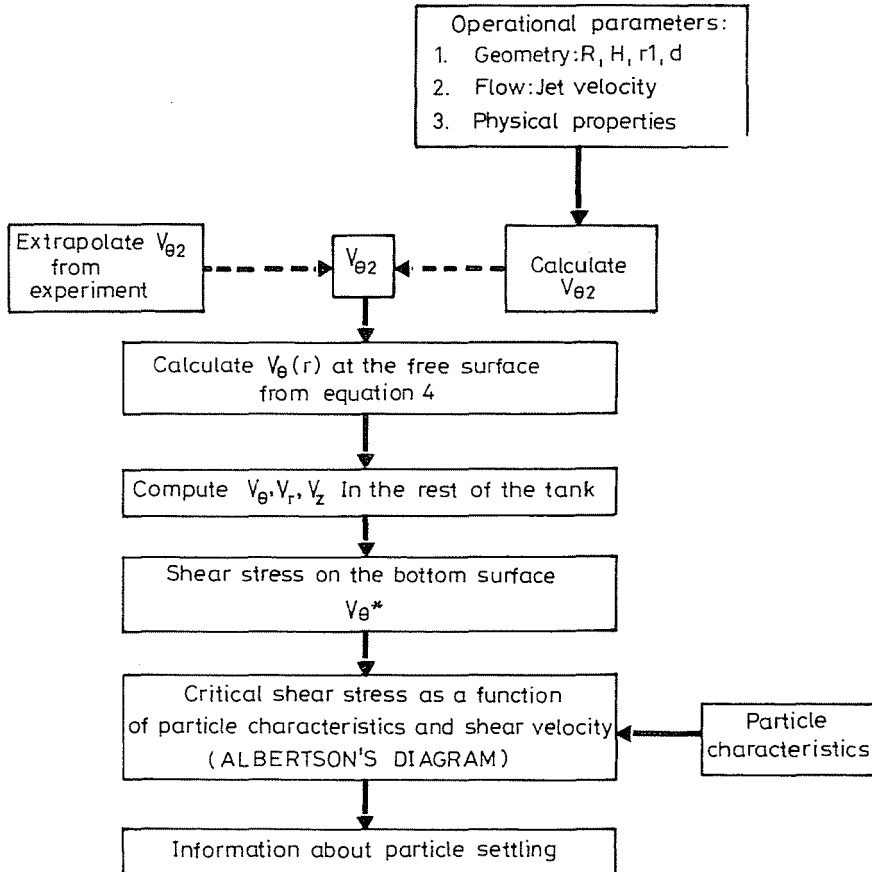 Operational parameters:
1. Geometry:R, H, r1, d
2. Flow:Jet velocity
3. Physical properties
Extrapolate Vθ2
from
experiment
Vθ2
Calculate
Vθ2
Calculate Vθ(r) at the free surface
from equation 4
Compute Vθ,Vr,Vz In the rest of the tank
Shear stress on the bottom surface
Vθ*
Critical shear stress as a function
of particle characteristics and shear velocity
(ALBERTSON'S DIAGRAM)
Particle
characteristics
Information about particle settling